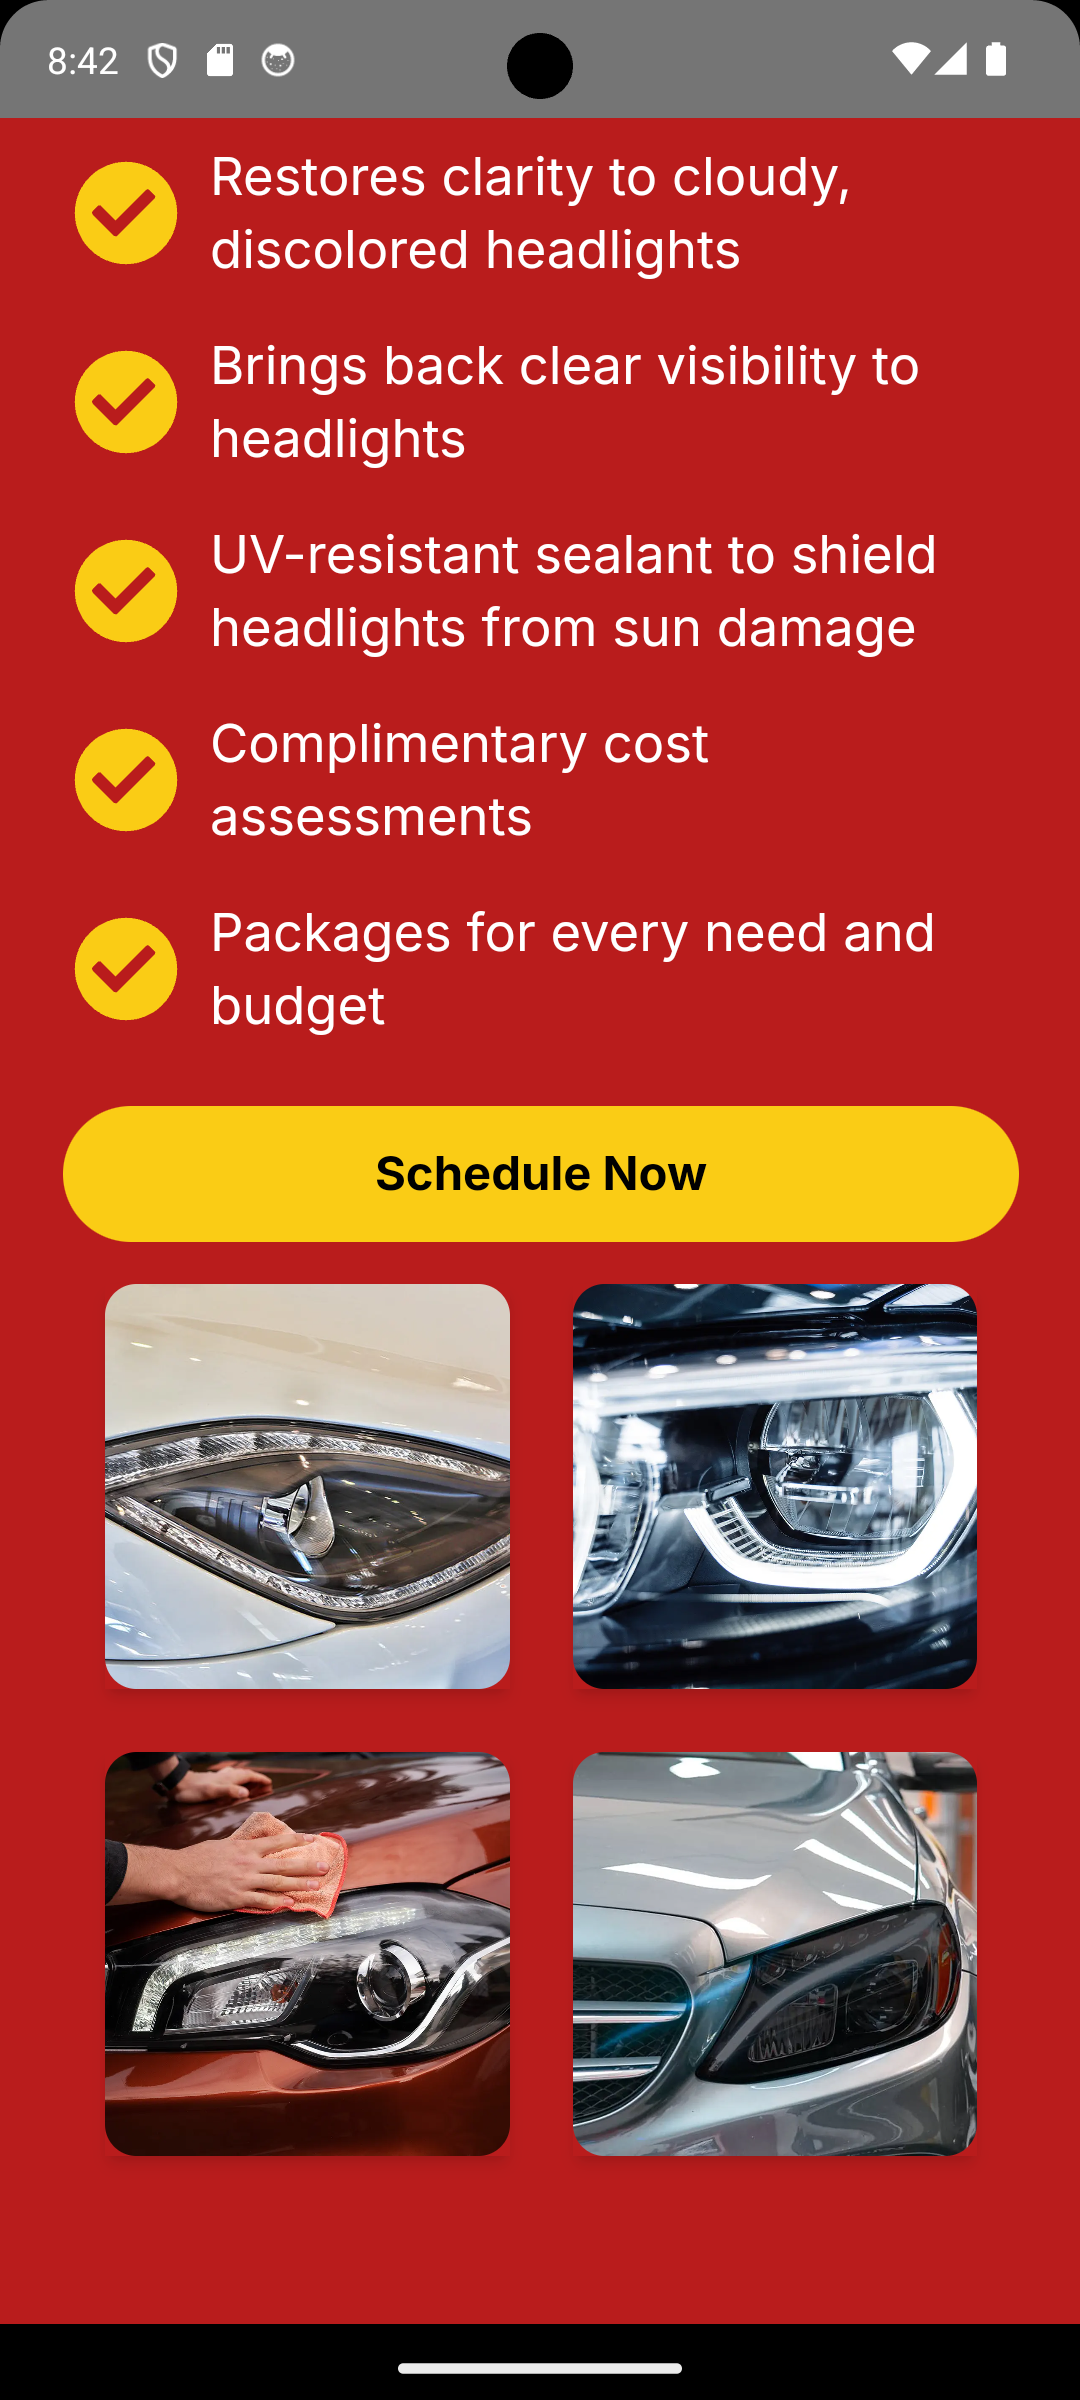 8:42
Restores clarity to cloudy,
discolored headlights
Brings back clear visibility to
headlights
UV-resistant sealant to shield
headlights from sun damage
Complimentary cost
assessments
Packages for every need and
budget
Schedule Now